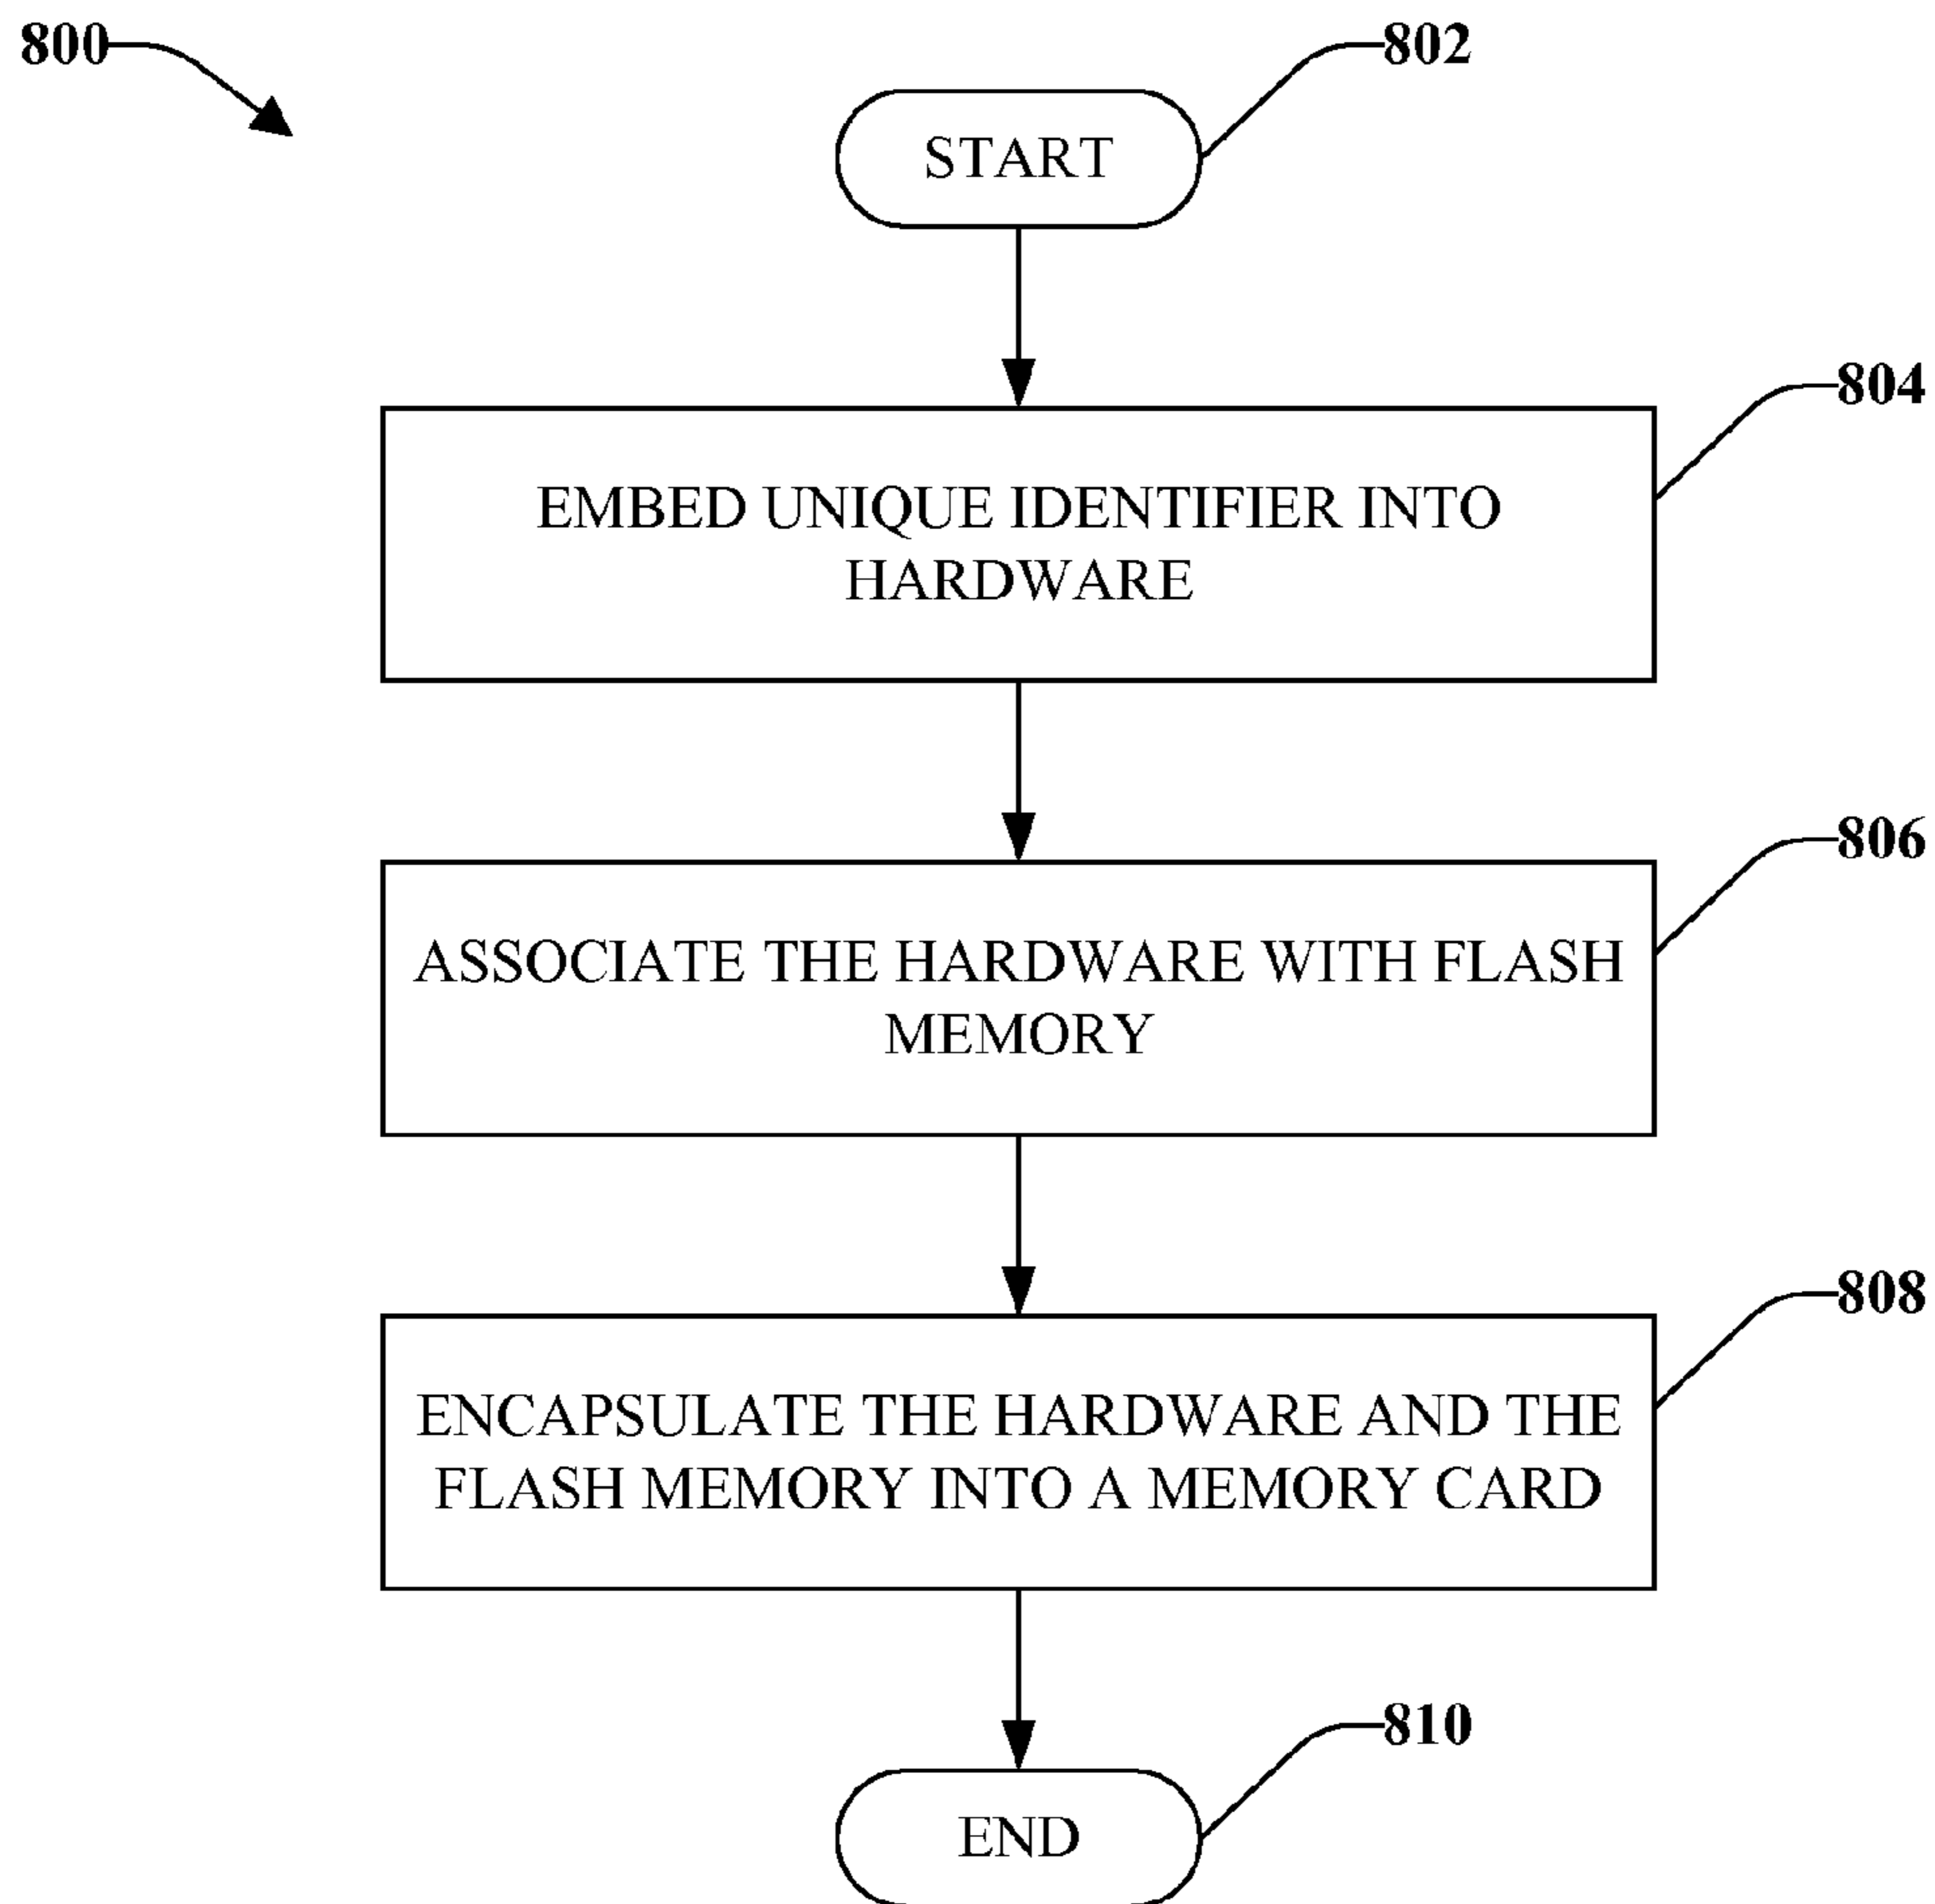 800
802
START
804
EMBED UNIQUE IDENTIFIER INTO
HARDWARE
806
ASSOCIATE THE HARDWARE WITH FLASH
MEMORY
808
ENCAPSULATE THE HARDWARE AND THE
FLASH MEMORY INTO A MEMORY CARD
810
END